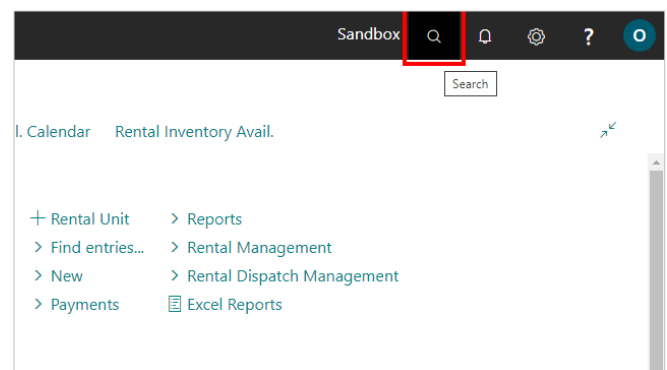 Sandbox ? O
Search
l. Calendar Rental Inventory Avail.
+ Rental Unit > Reports
> Find entries... > Rental Management
> New > Rental Dispatch Management
> Payments Excel Reports